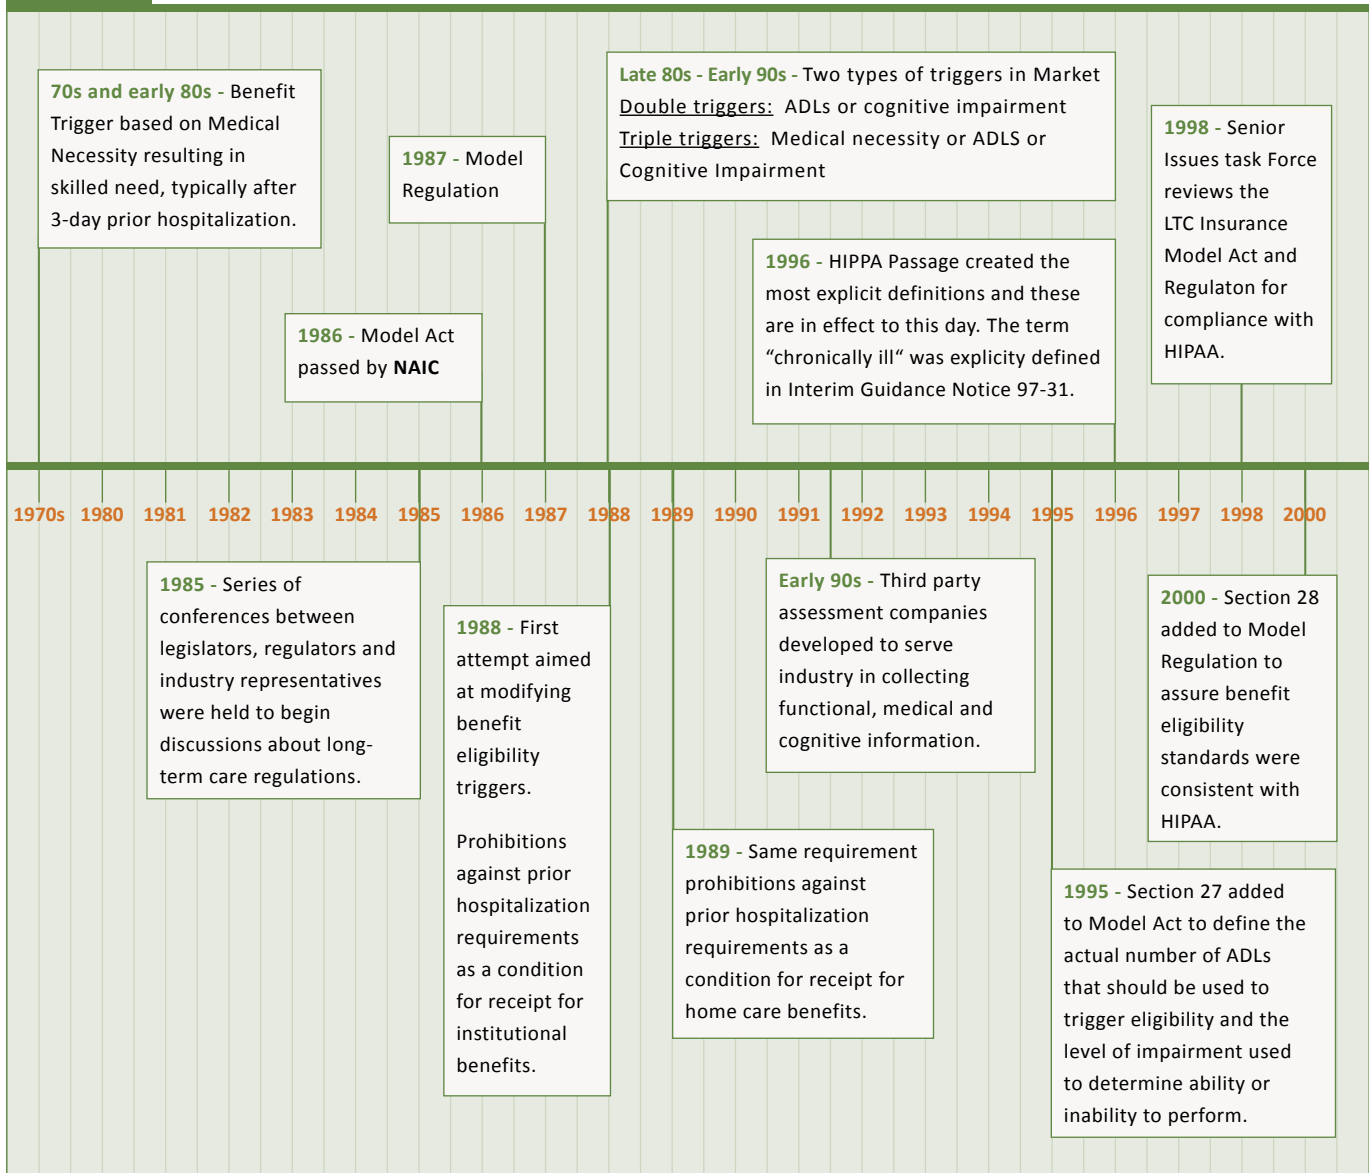 70s and early 80s - Benefit
Trigger based on Medical
Necessity resulting in
skilled need, typically after
3-day prior hospitalization.
1986 - Model Act
passed by NAIC
1987 - Model
Regulation
Late 80s - Early 90s - Two types of triggers in Market
Double triggers: ADLs or cognitive impairment
Triple triggers: Medical necessity or ADLS or
Cognitive Impairment
1996 - HIPPA Passage created the
most explicit definitions and these
are in effect to this day. The term
“chronically ill“ was explicity defined
in Interim Guidance Notice 97-31.
1998 - Senior
Issues task Force
reviews the
LTC Insurance
Model Act and
Regulaton for
compliance with
HIPAA.
1970s 1980 1981 1982 1983 1984 1985 1986 1987 1988 1989 1990 1991 1992 1993 1994 1995 1996 1997 1998 2000
1985 - Series of
conferences between
legislators, regulators and
industry representatives
were held to begin
discussions about long-
term care regulations.
1988 - First
attempt aimed
at modifying
benefit
eligibility
triggers.
Prohibitions
against prior
hospitalization
requirements
as a condition
for receipt for
institutional
benefits.
1989 - Same requirement
prohibitions against
prior hospitalization
requirements as a
condition for receipt for
home care benefits.
Early 90s - Third party
assessment companies
developed to serve
industry in collecting
functional, medical and
cognitive information.
1995 - Section 27 added
to Model Act to define the
actual number of ADLs
that should be used to
trigger eligibility and the
level of impairment used
to determine ability or
inability to perform.
2000 - Section 28
added to Model
Regulation to
assure benefit
eligibility
standards were
consistent with
HIPAA.